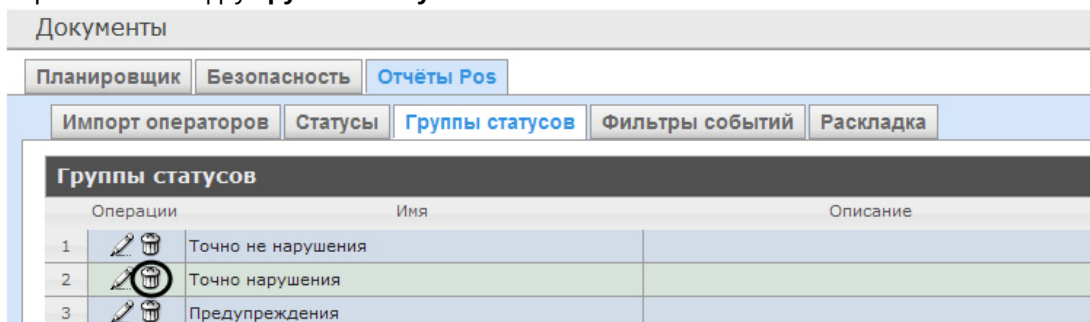 Документы
Планировщик Безопасность Отчёты Pos
Импорт операторов Статусы Группы статусов Фильтры событий Раскладка
Группы статусов
Операции Имя Описание
1 Точно не нарушения
2 Точно нарушения
3 Предупреждения